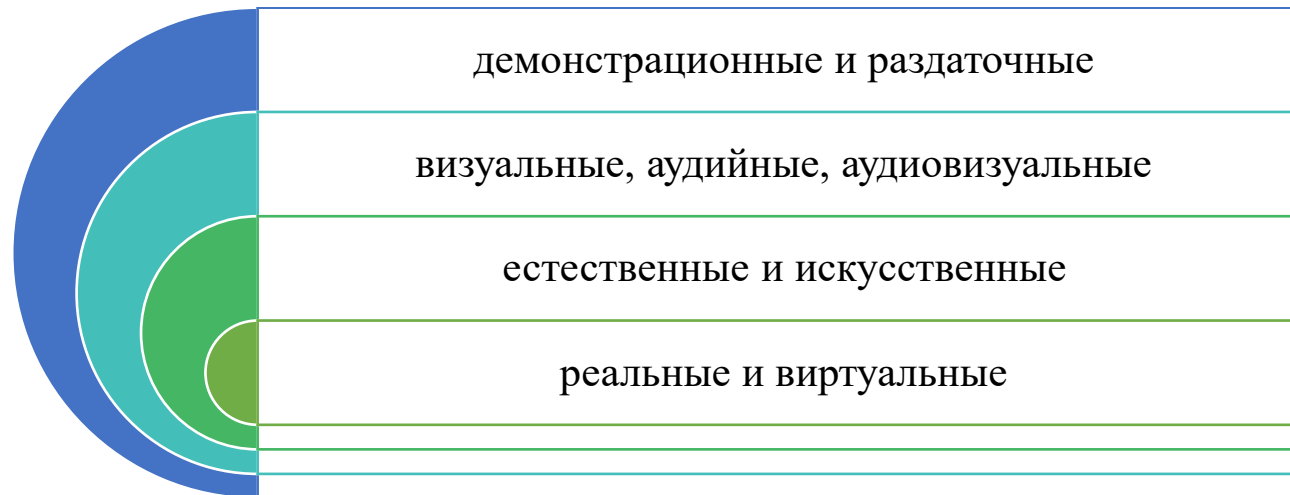 демонстрационные и раздаточные
визуальные, аудийные, аудиовизуальные
естественные и искусственные
реальные и виртуальные